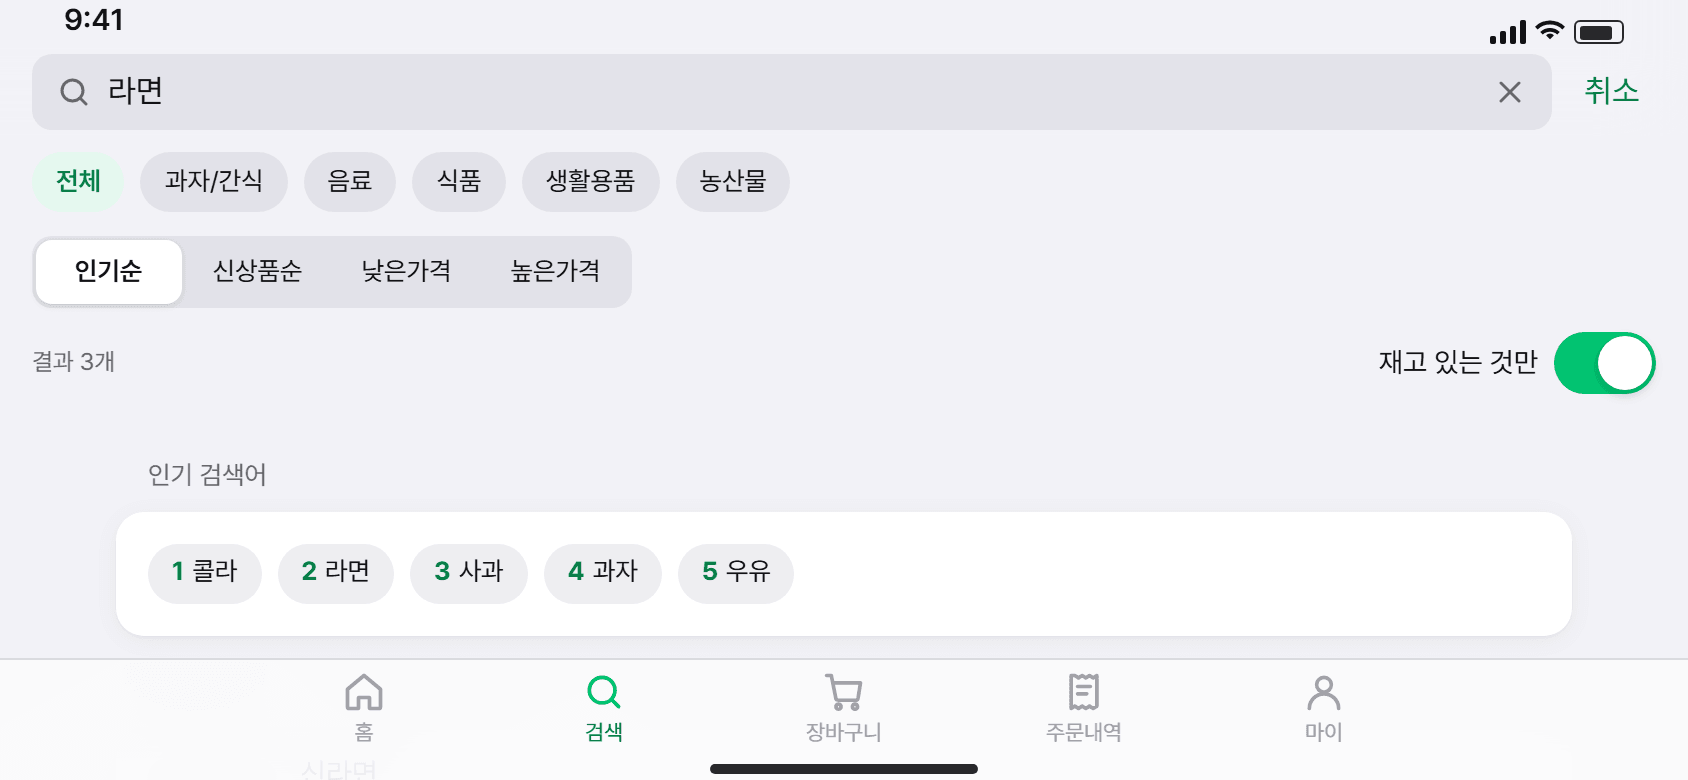 9:41
라면
취소
전체 과자/간식 음료 식품 생활용품 농산물
인기순 신상품순 낮은가격 높은가격
결과 3개
재고 있는 것만
인기 검색어
1 콜라 2 라면 3 사과 4 과자 5 우유
홈 검색 장바구니 주문내역 마이
신라면